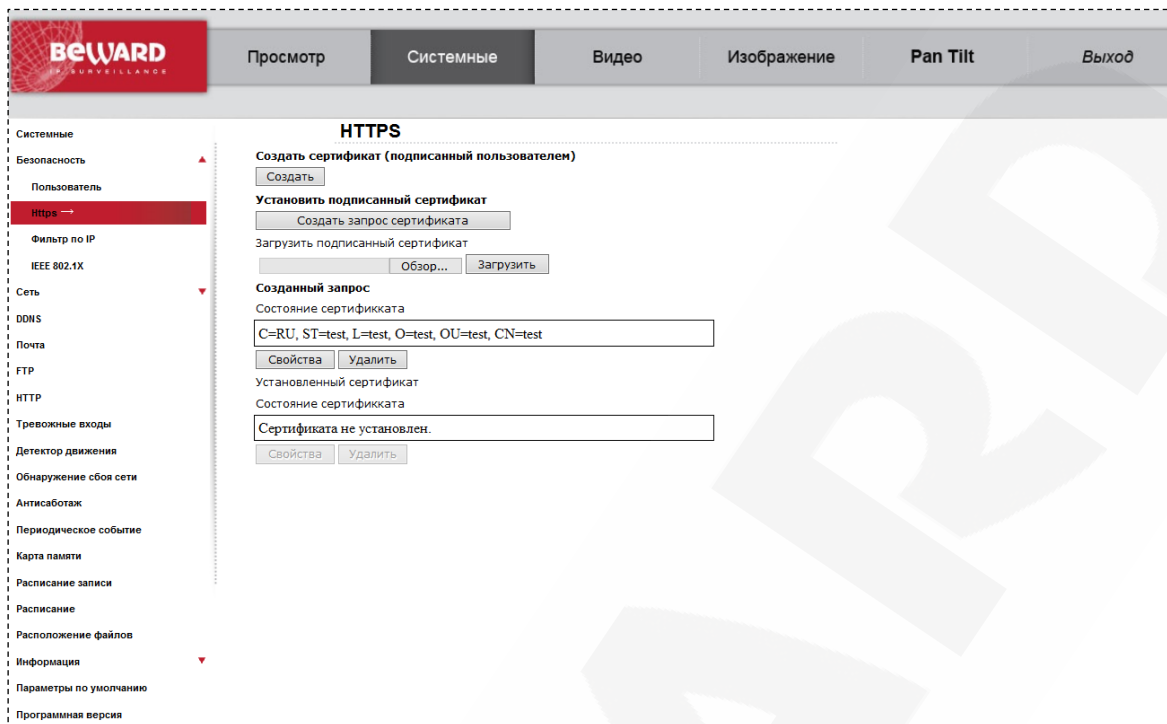 BEWARD
IP SURVEILLANCE
Просмотр
Системные
Видео
Изображение
Pan Tilt
Выход
Системные
Безопасность
Пользователь
Https →
Фильтр по IP
IEEE 802.1X
Сеть
DDNS
Почта
FTP
HTTP
Тревожные входы
Детектор движения
Обнаружение сбоя сети
Антисаботаж
Периодическое событие
Карта памяти
Расписание записи
Расписание
Расположение файлов
Информация
Параметры по умолчанию
Программная версия
HTTPS
Создать сертификат (подписанный пользователем)
Создать
Установить подписанный сертификат
Создать запрос сертификата
Загрузить подписанный сертификат
Обзор... Загрузить
Созданный запрос
Состояние сертификката
C=RU, ST=test, L=test, O=test, OU=test, CN=test
Свойства Удалить
Установленный сертификат
Состояние сертификката
Сертификата не установлен.
Свойства Удалить
ARD